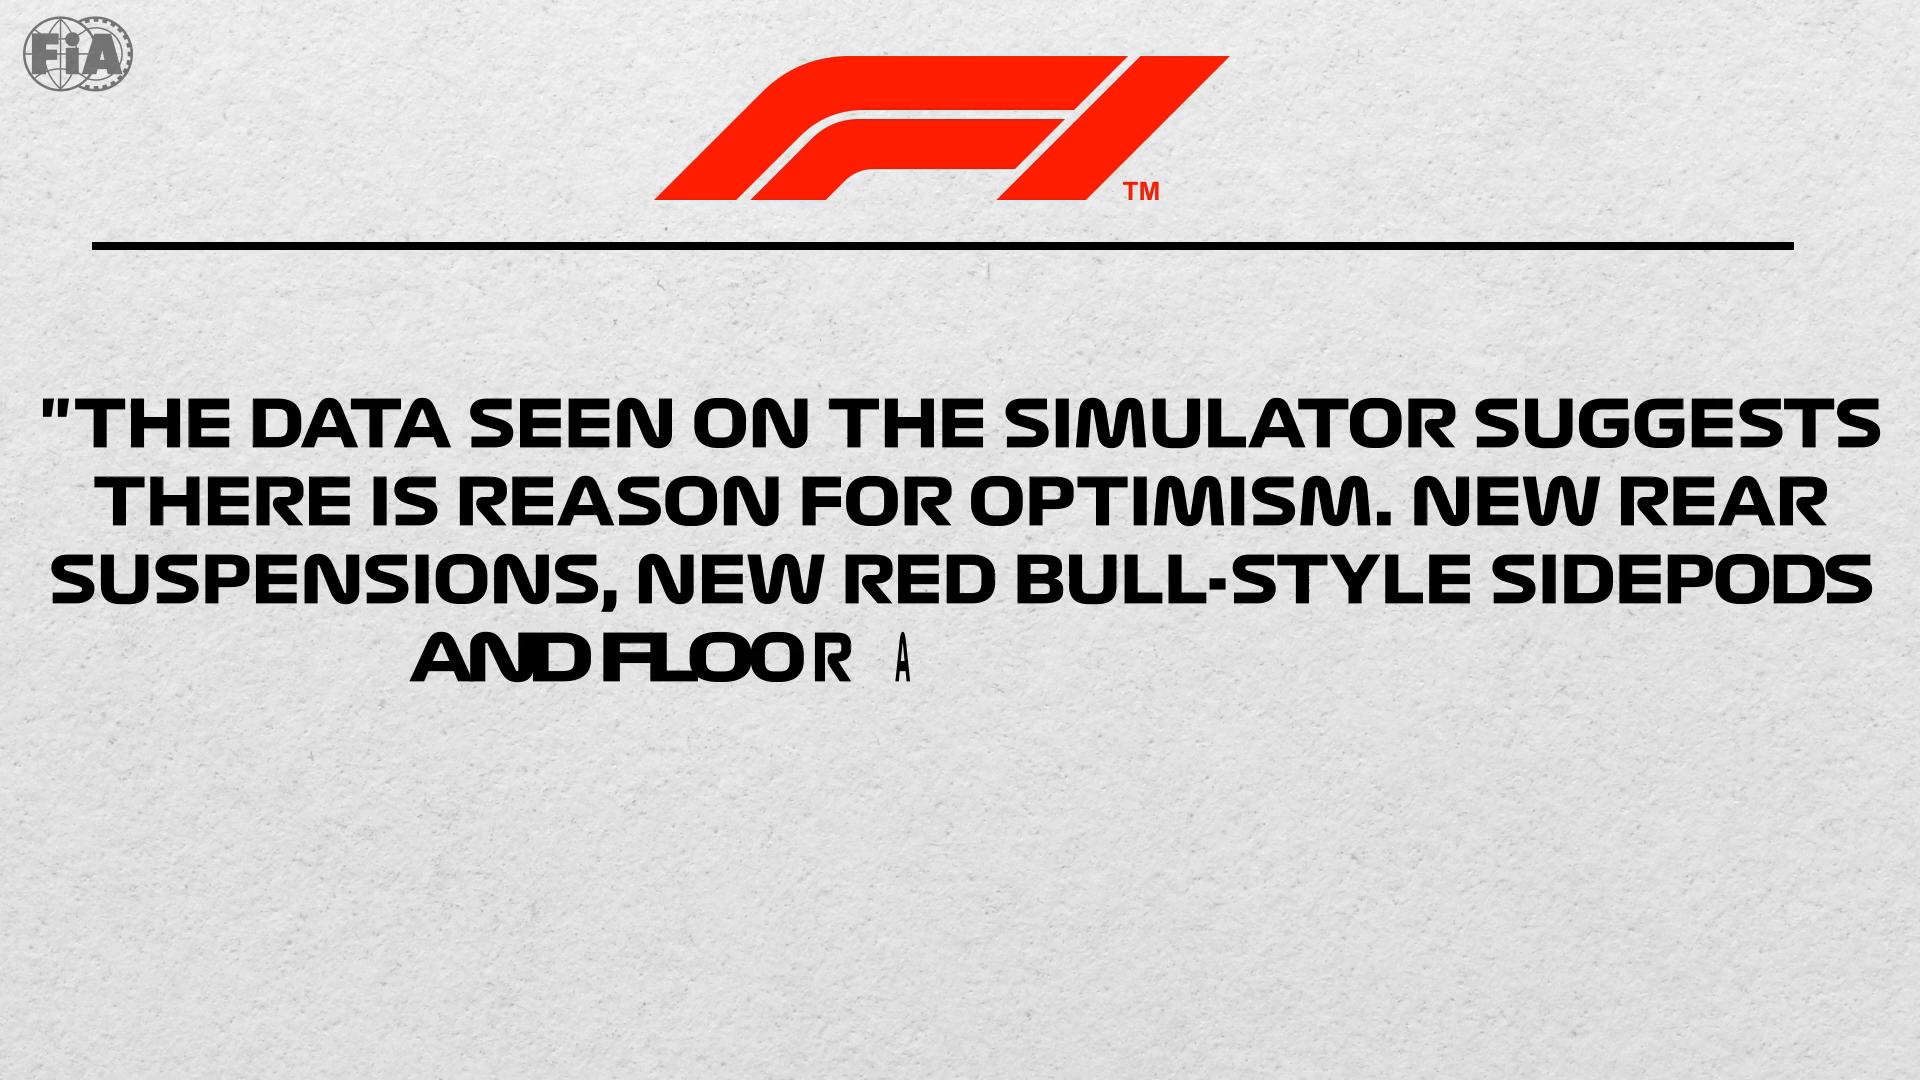 FiA
F1
TM
"THE DATA SEEN ON THE SIMULATOR SUGGESTS
THERE IS REASON FOR OPTIMISM. NEW REAR
SUSPENSIONS, NEW RED BULL-STYLE SIDEPODS
AND FLOOR A